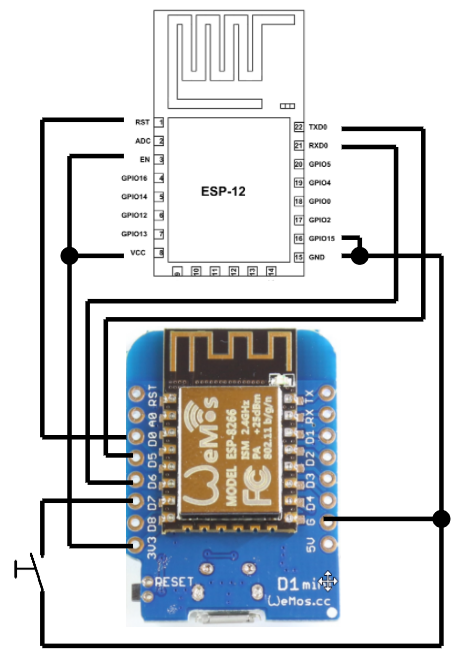 RST 1
ADC 2
EN 3
GPIO16 4
GPIO14 5
GPIO12 6
GPIO13 7
VCC 8
ESP-12
22 TXD0
21 RXD0
20 GPIO5
19 GPIO4
18 GPIO0
17 GPIO2
16 GPIO15
15 GND
9 10 11 12 13 14
RST
A0
D0
D5
D6
D7
D8
3V3
WeMos
MODEL ESP-8266
ISM 2.4GHz
PA +25dBm
802.11 b/g/n
FC
TX
RX
D1
D2
D3
D4
G
5V
RESET
D1 mini
WeMos.cc